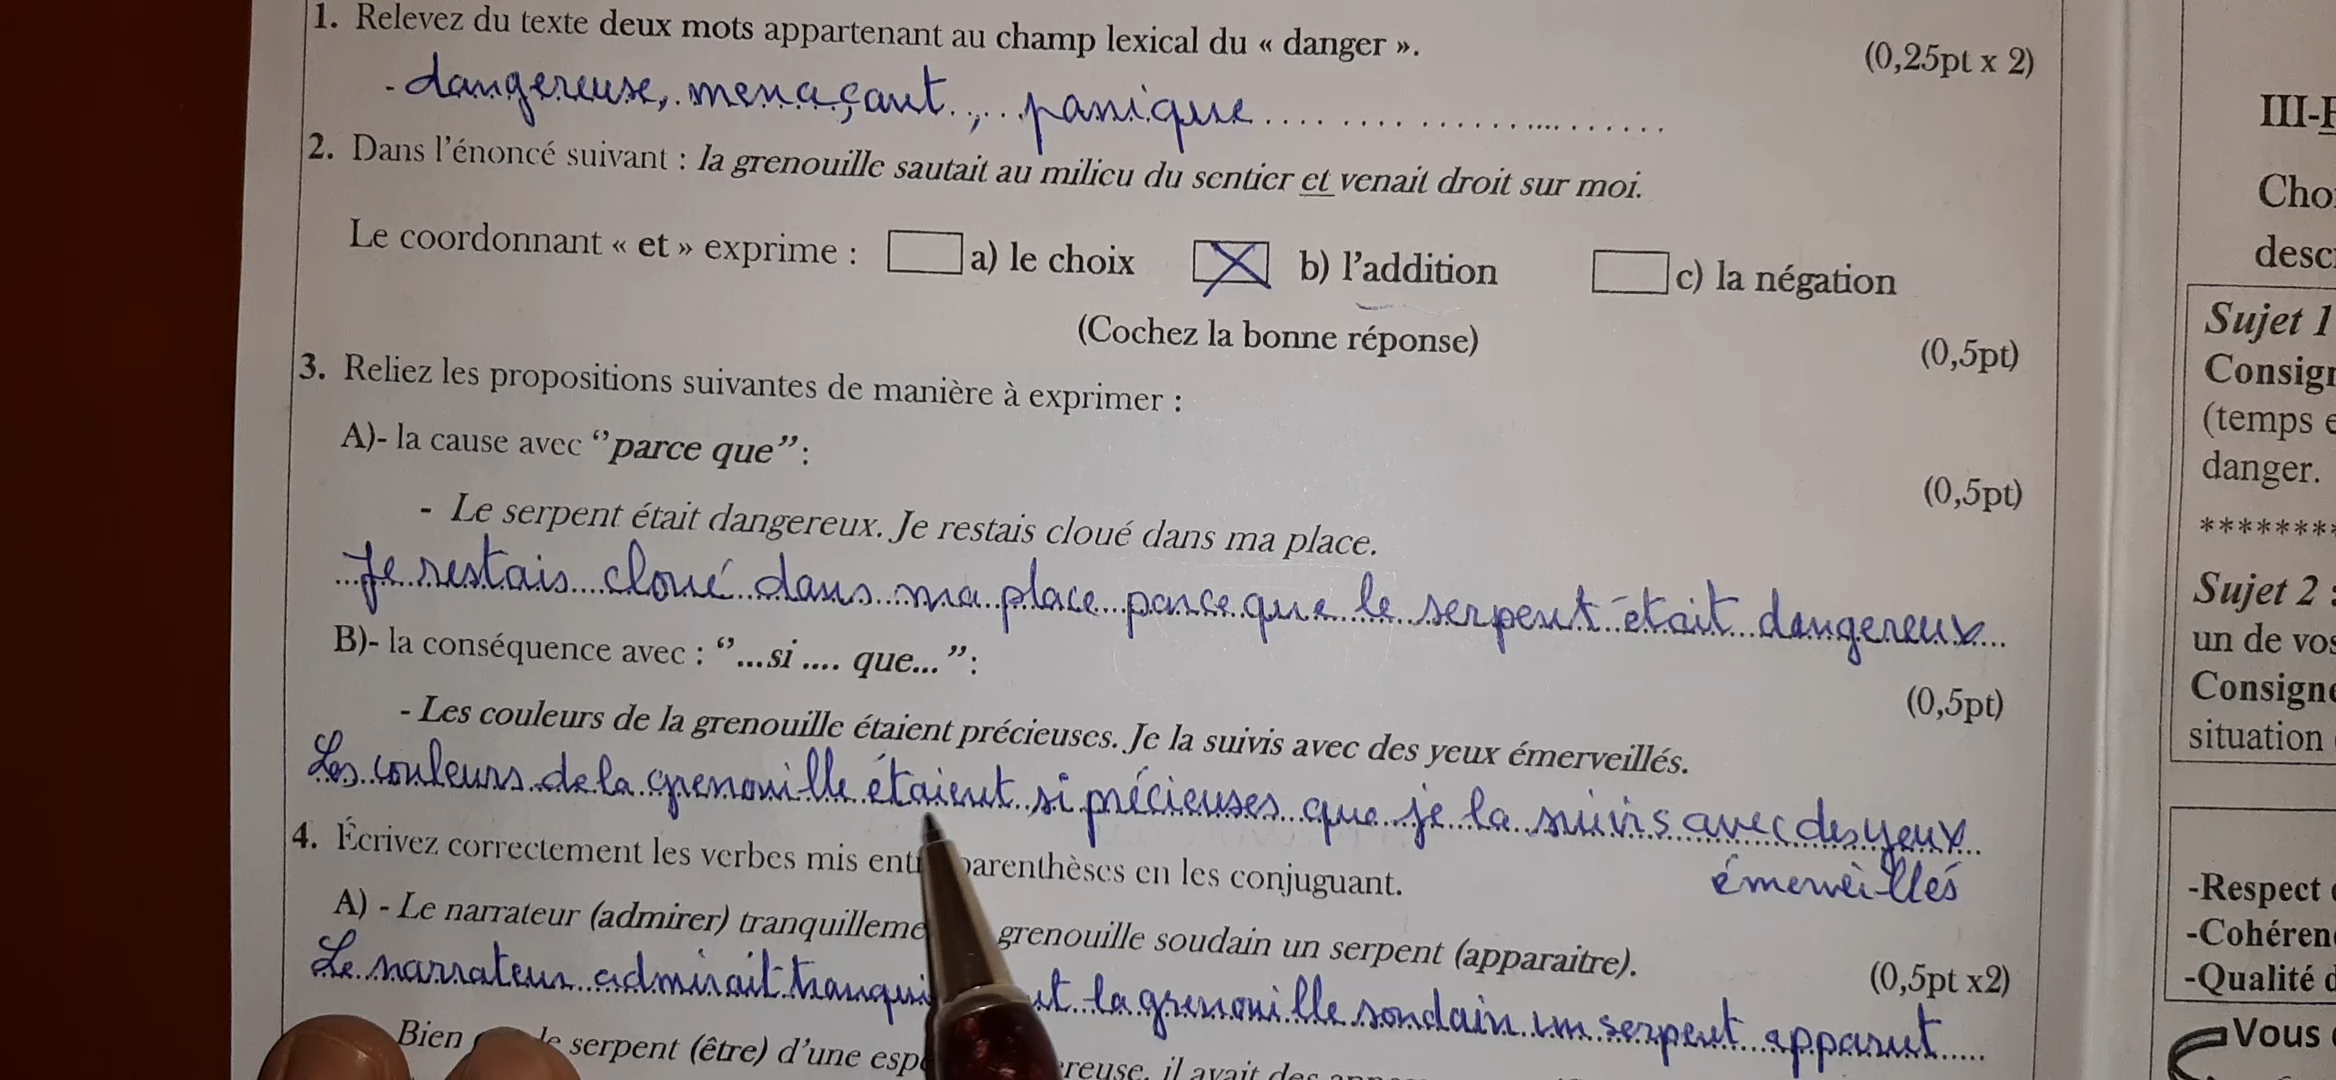 1. Relevez du texte deux mots appartenant au champ lexical du « danger ».
(0,25pt x 2)
- dangereuse, menaçant, panique
2. Dans l'énoncé suivant : la grenouille sautait au milieu du sentier et venait droit sur moi.
Le coordonnant « et » exprime : a) le choix b) l'addition c) la négation
(Cochez la bonne réponse)
(0,5pt)
3. Reliez les propositions suivantes de manière à exprimer :
A)- la cause avec ‘’parce que’’:
(0,5pt)
- Le serpent était dangereux. Je restais cloué dans ma place.
Je restais cloué dans ma place parce que le serpent était dangereux
B)- la conséquence avec : ‘’...si .... que...’’:
(0,5pt)
- Les couleurs de la grenouille étaient précieuses. Je la suivis avec des yeux émerveillés.
Les couleurs de la grenouille étaient si précieuses que je la suivis avec des yeux
émerveillés
4. Écrivez correctement les verbes mis ent parenthèses en les conjuguant.
A) - Le narrateur (admirer) tranquilleme grenouille soudain un serpent (apparaitre).
(0,5pt x2)
Le narrateur admirait tranqui nt la grenouille soudain un serpent apparut
Bien le serpent (être) d'une esp reuse, il avait des
III-
Cho
desc
Sujet 1
Consign
(temps e
danger.
********
Sujet 2 :
un de vos
Consigne
situation
-Respect
-Cohéren
-Qualité d
Vous